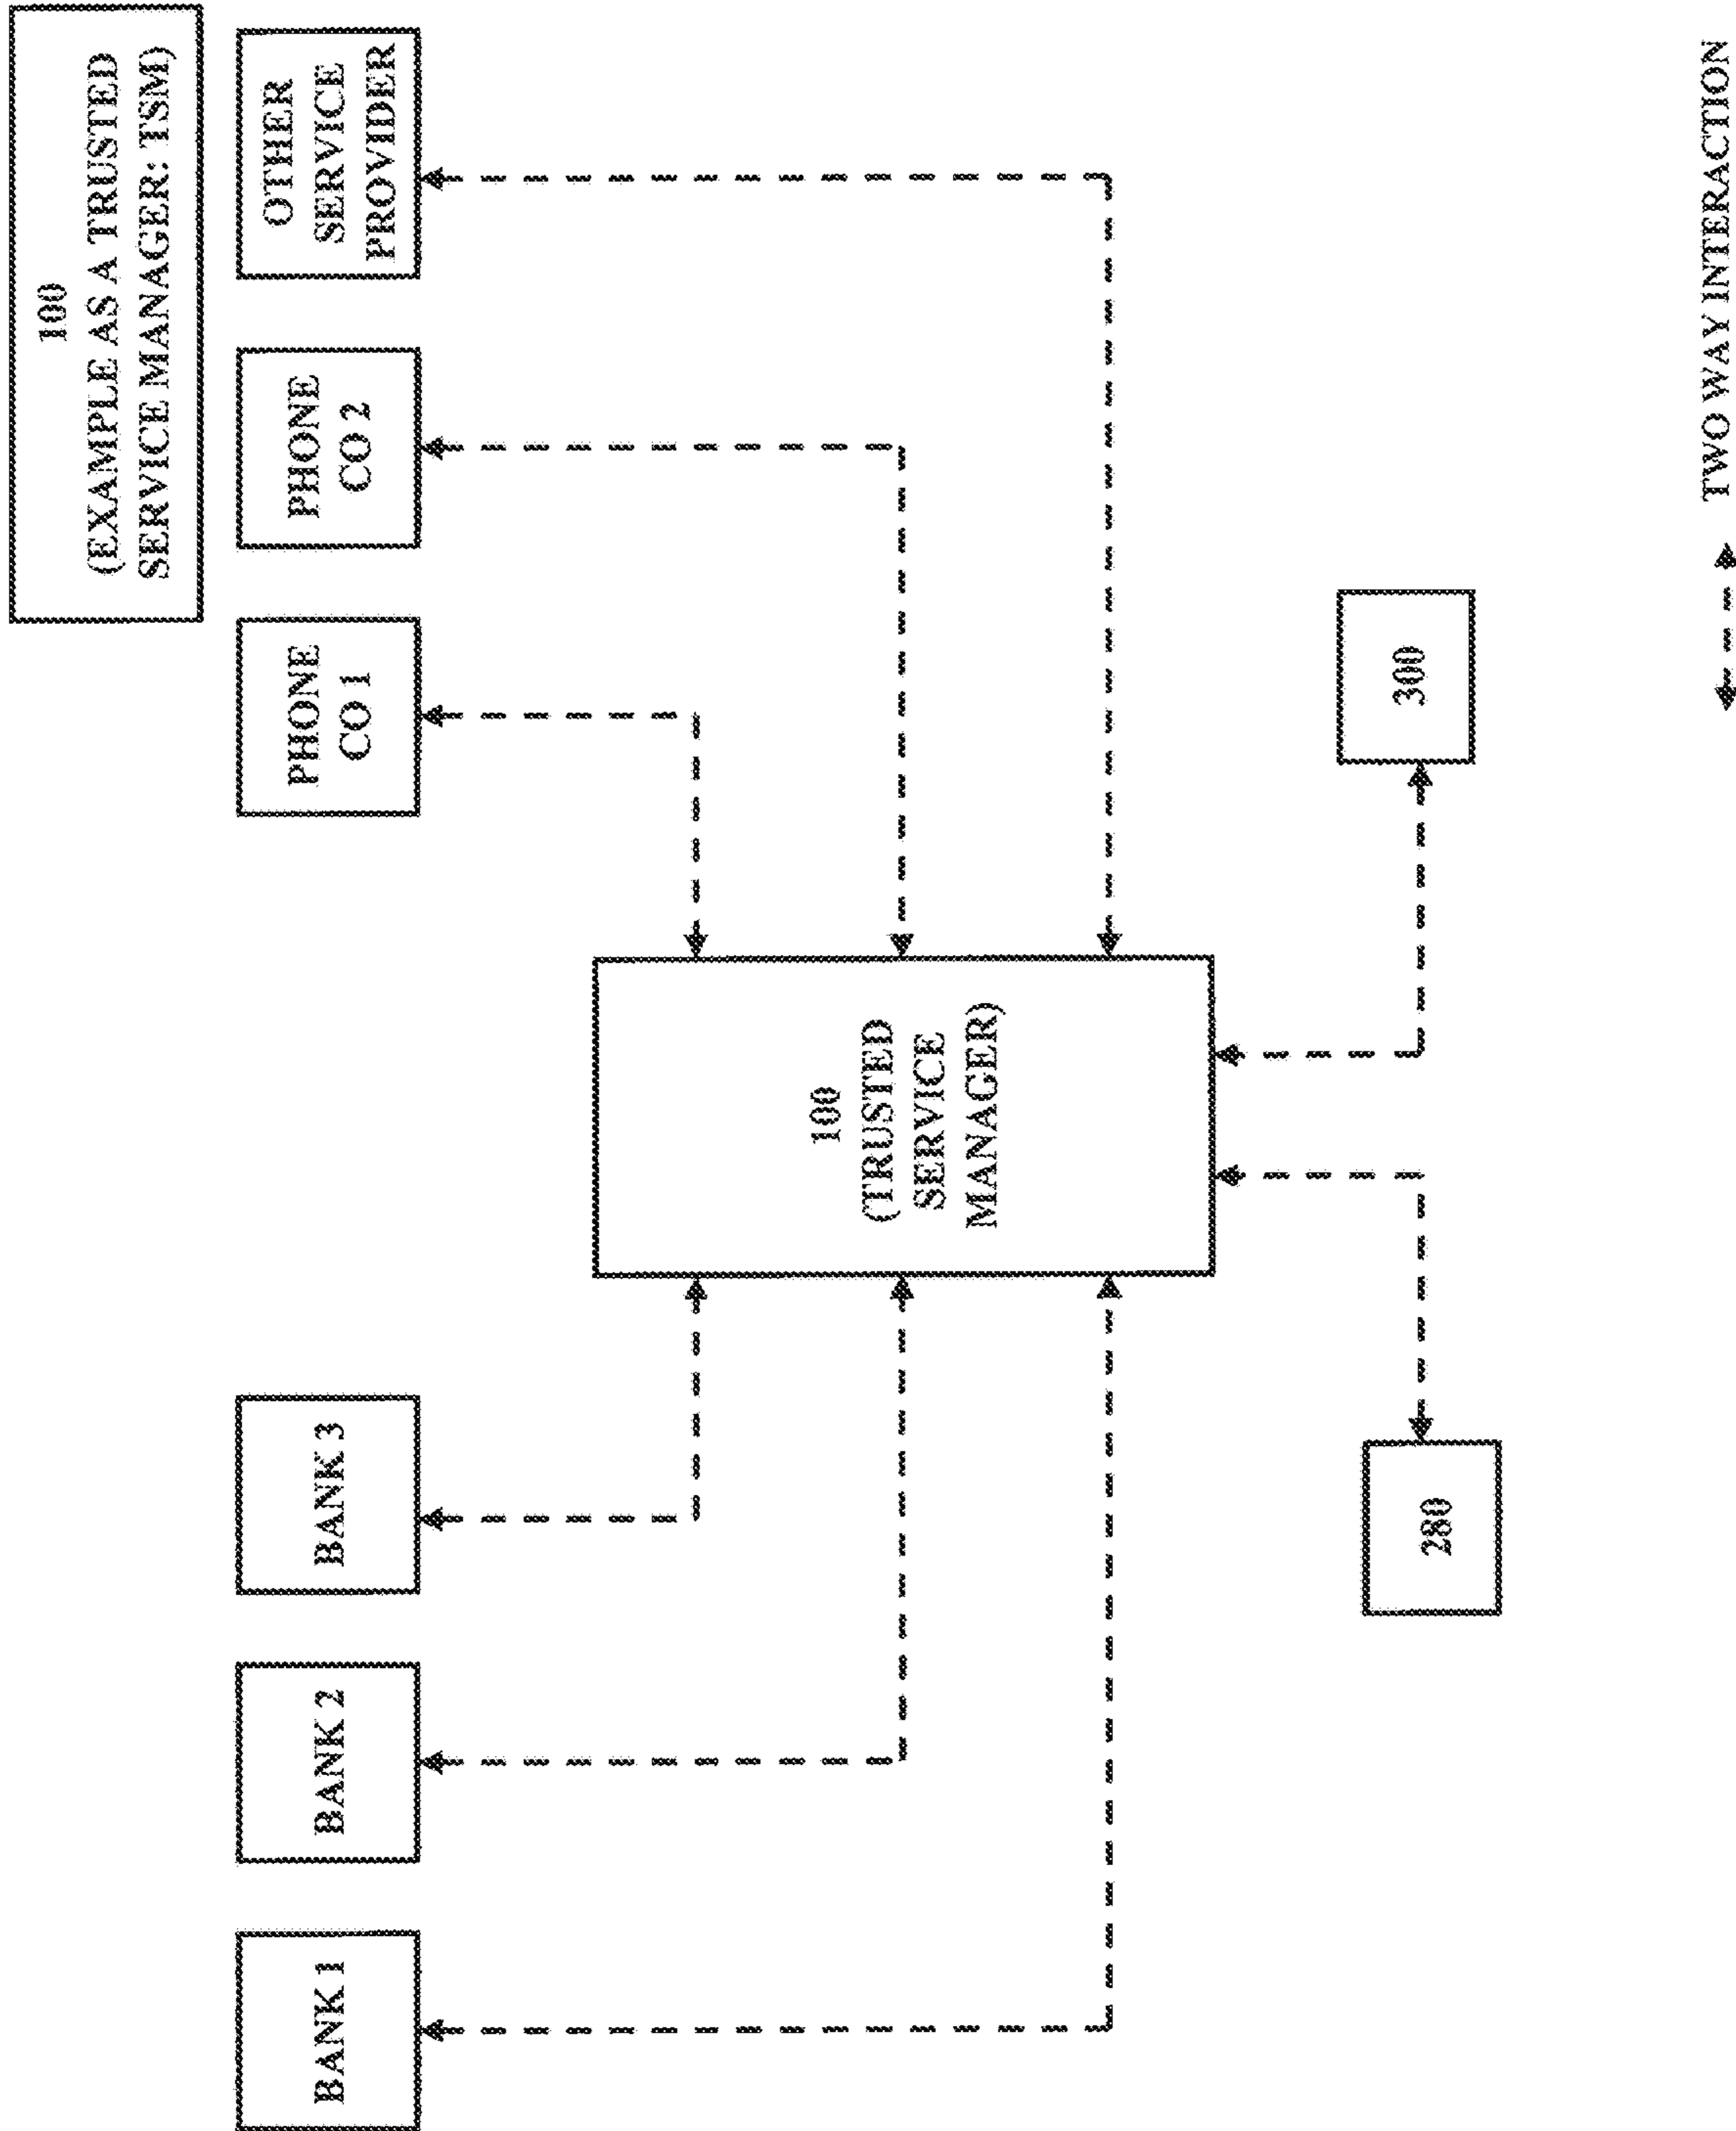 100
(EXAMPLE AS A TRUSTED
SERVICE MANAGER: TSM)
BANK 1
BANK 2
BANK 3
PHONE
CO 1
PHONE
CO 2
OTHER
SERVICE
PROVIDER
100
(TRUSTED
SERVICE
MANAGER)
280
300
TWO WAY INTERACTION